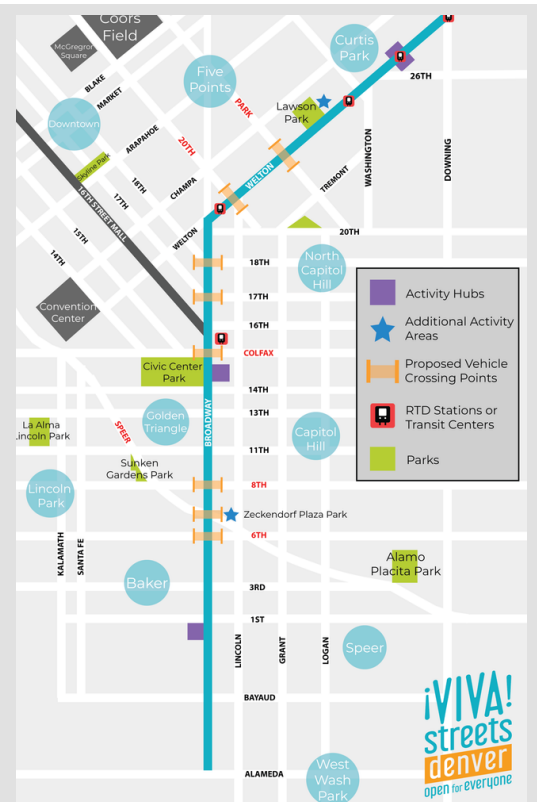 Coors
Field
McGregror
Square
Curtis
Park
Five
Points
26TH
BLAKE
MARKET
PARK
Lawson
Park
Downtown
ARAPAHOE
20TH
WASHINGTON
DOWNING
Skyline Park
18TH
CHAMPA
WELTON
TREMONT
17TH
16TH STREET MALL
15TH
14TH
WELTON
20TH
18TH
North
Capitol
Hill
17TH
Convention
Center
16TH
COLFAX
Civic Center
Park
14TH
13TH
Golden
Triangle
BROADWAY
La Alma
Lincoln Park
SPEER
Capitol
Hill
11TH
Sunken
Gardens Park
8TH
Lincoln
Park
Zeckendorf Plaza Park
6TH
KALAMATH
SANTA FE
Alamo
Placita Park
Baker
3RD
1ST
LINCOLN
GRANT
LOGAN
Speer
BAYAUD
West
Wash
Park
ALAMEDA
Activity Hubs
Additional Activity
Areas
Proposed Vehicle
Crossing Points
RTD Stations or
Transit Centers
Parks
¡VIVA!
streets
denver
open for everyone